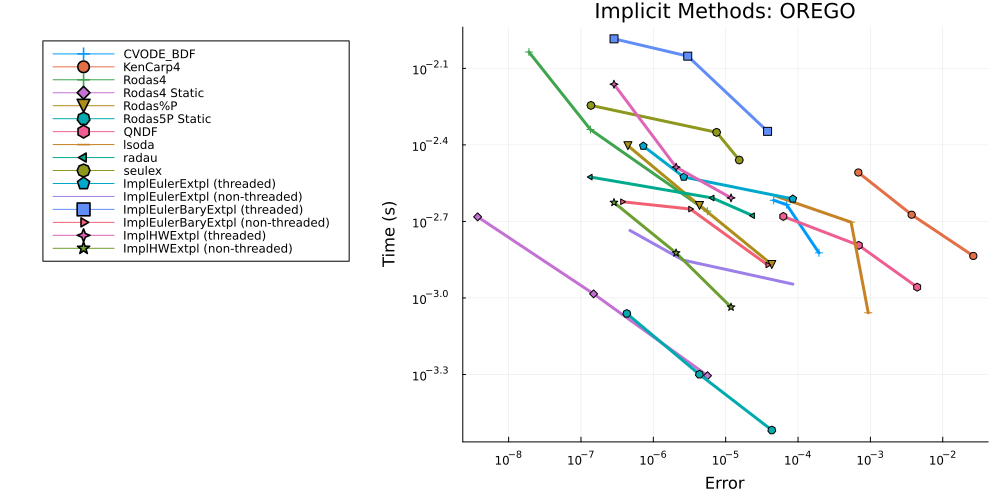 Implicit Methods: OREGO
CVODE_BDF
KenCarp4
Rodas4
Rodas4 Static
Rodas%P
Rodas5P Static
QNDF
lsoda
radau
seulex
ImplEulerExtpl (threaded)
ImplEulerExtpl (non-threaded)
ImplEulerBaryExtpl (threaded)
ImplEulerBaryExtpl (non-threaded)
ImplHWExtpl (threaded)
ImplHWExtpl (non-threaded)
Time (s)
10⁻²·¹
10⁻²·⁴
10⁻²·⁷
10⁻³·⁰
10⁻³·³
10⁻⁸ 10⁻⁷ 10⁻⁶ 10⁻⁵ 10⁻⁴ 10⁻³ 10⁻²
Error